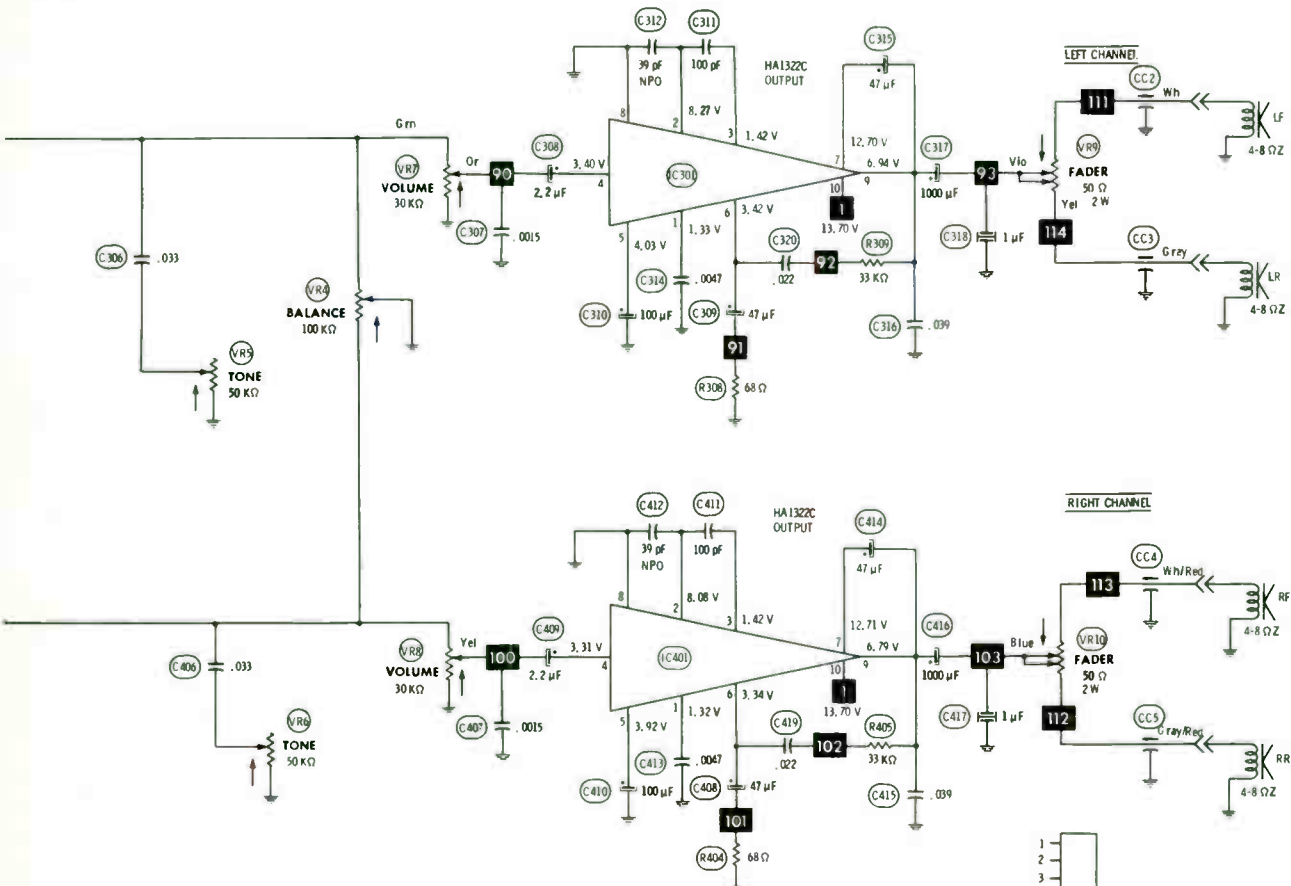 C312
C311
39 pF
NPO
100 pF
HA1322C
OUTPUT
C315
47 µF
LEFT CHANNEL
CC2
Wh
111
LF
4-8 ΩZ
8
2
8.27 V
3
1.42 V
Grn
VR7
VOLUME
30 KΩ
Or
90
C308
2.2 µF
3.40 V
4
IC301
7
12.70 V
6.94 V
9
10
1
13.70 V
C317
1000 µF
93
Vio
VR9
FADER
50 Ω
2 W
Yel
114
C307
.0015
5
4.03 V
1
1.33 V
6
3.42 V
C320
.022
92
R309
33 KΩ
C318
1 µF
CC3
Gray
LR
4-8 ΩZ
C306
.033
VR4
BALANCE
100 KΩ
C310
100 µF
C314
.0047
C309
47 µF
C316
.039
91
R308
68 Ω
VR5
TONE
50 KΩ
C412
C411
39 pF
NPO
100 pF
HA1322C
OUTPUT
C414
47 µF
RIGHT CHANNEL
CC4
Wh/Red
113
RF
4-8 ΩZ
8
2
8.08 V
3
1.42 V
VR8
VOLUME
30 KΩ
Yel
100
C409
2.2 µF
3.31 V
4
IC401
7
12.71 V
6.79 V
9
10
1
13.70 V
C416
1000 µF
103
Blue
VR10
FADER
50 Ω
2 W
112
C406
.033
C407
.0015
5
3.92 V
1
1.32 V
6
3.34 V
C419
.022
102
R405
33 KΩ
C417
1 µF
CC5
Gray/Red
RR
4-8 ΩZ
VR6
TONE
50 KΩ
C410
100 µF
C413
.0047
C408
47 µF
C415
.039
101
R404
68 Ω
1
2
3